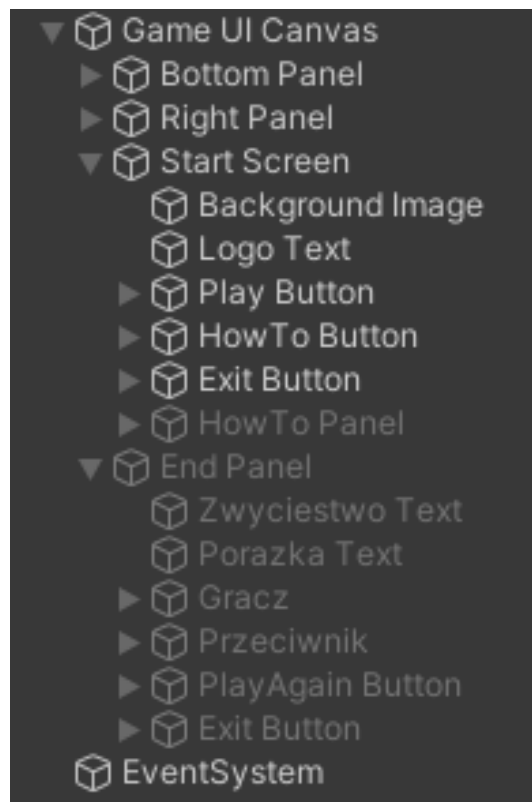 Game UI Canvas
Bottom Panel
Right Panel
Start Screen
Background Image
Logo Text
Play Button
HowTo Button
Exit Button
HowTo Panel
End Panel
Zwyciestwo Text
Porazka Text
Gracz
Przeciwnik
PlayAgain Button
Exit Button
EventSystem